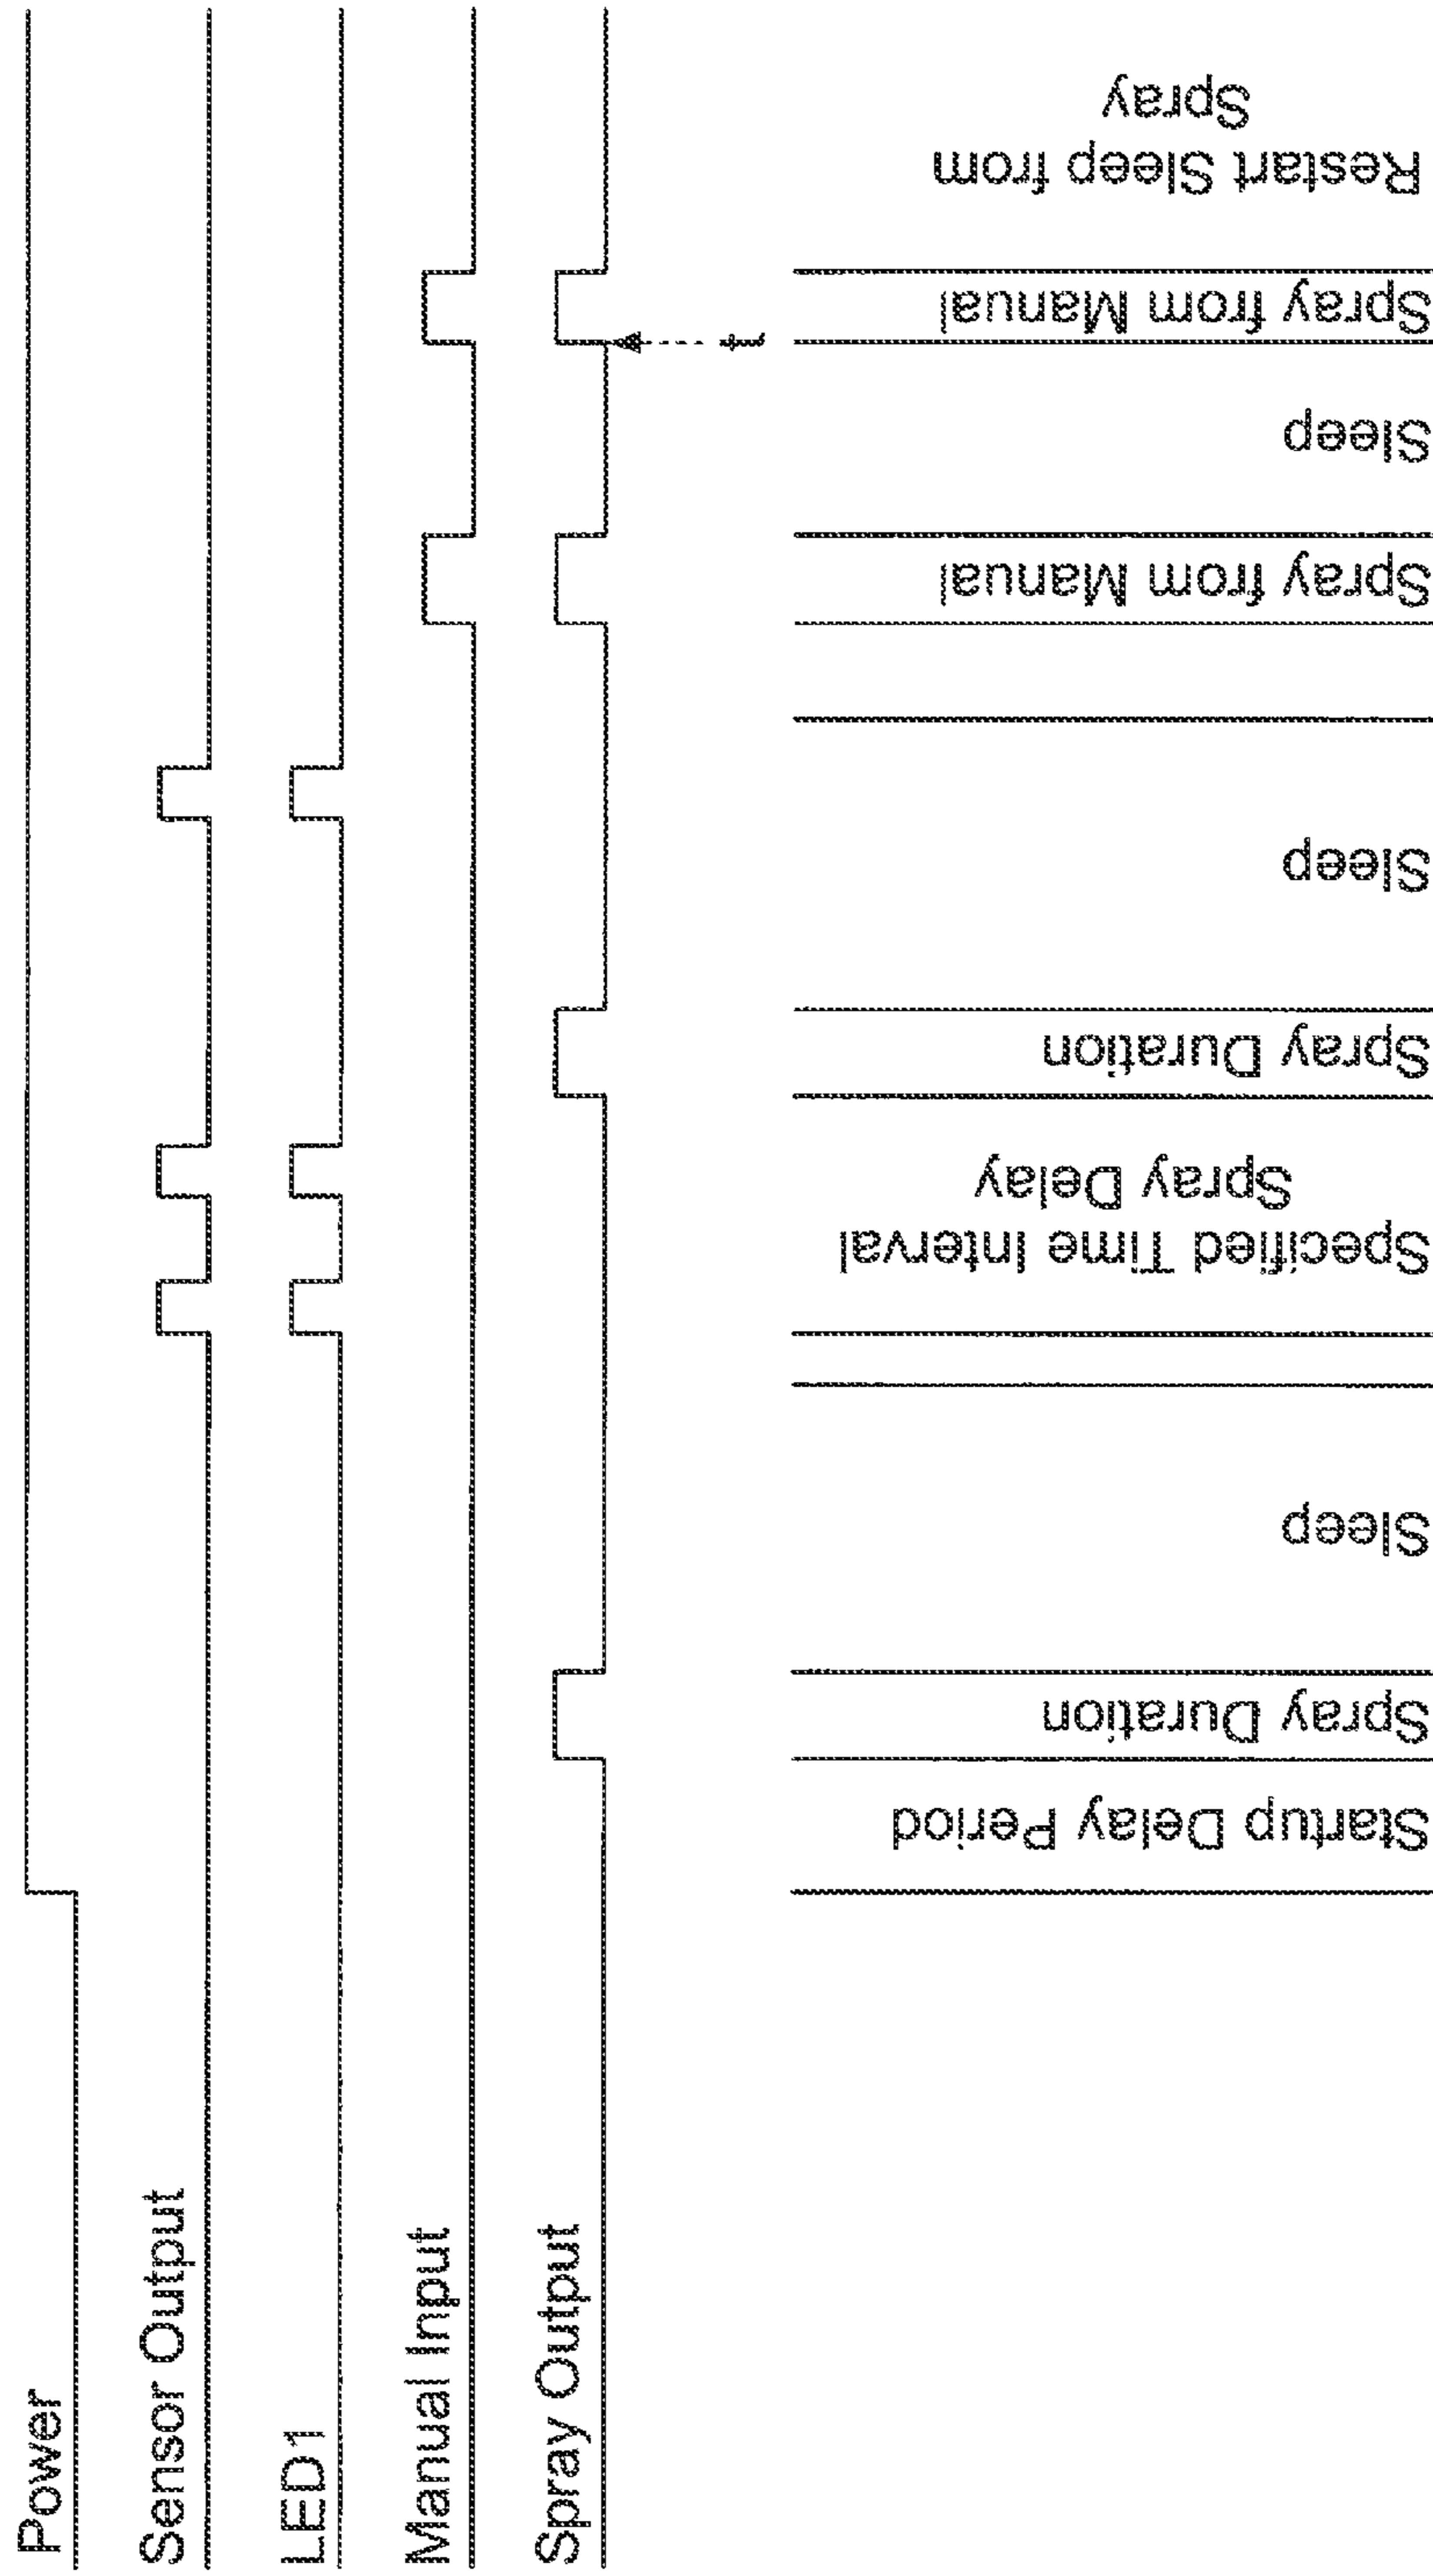 Power
Sensor Output
LED1
Manual Input
Spray Output
Startup Delay Period
Spray Duration
Sleep
Specified Time Interval
Spray Delay
Spray Duration
Sleep
Spray from Manual
Sleep
Spray from Manual
Restart Sleep from
Spray